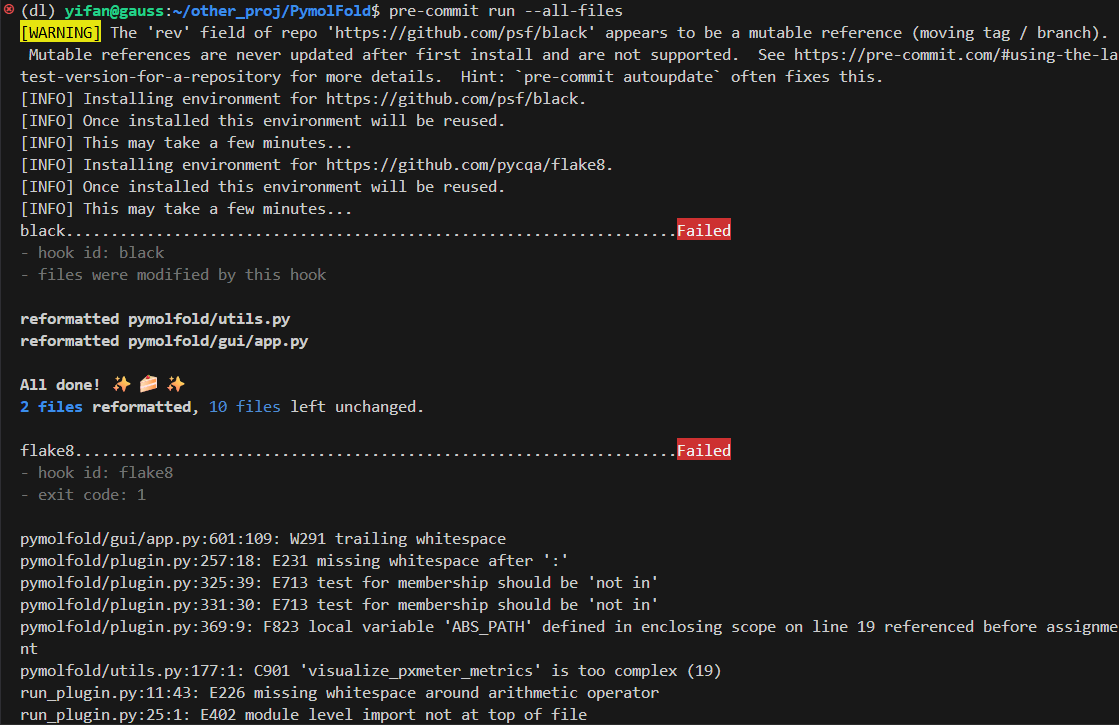 (dl) yifan@gauss:~/other_proj/PymolFold$ pre-commit run --all-files
[WARNING] The 'rev' field of repo 'https://github.com/psf/black' appears to be a mutable reference (moving tag / branch).
 Mutable references are never updated after first install and are not supported.  See https://pre-commit.com/#using-the-la
test-version-for-a-repository for more details.  Hint: `pre-commit autoupdate` often fixes this.
[INFO] Installing environment for https://github.com/psf/black.
[INFO] Once installed this environment will be reused.
[INFO] This may take a few minutes...
[INFO] Installing environment for https://github.com/pycqa/flake8.
[INFO] Once installed this environment will be reused.
[INFO] This may take a few minutes...
black....................................................................Failed
- hook id: black
- files were modified by this hook
reformatted pymolfold/utils.py
reformatted pymolfold/gui/app.py
All done! ✨ 🍰 ✨
2 files reformatted, 10 files left unchanged.
flake8...................................................................Failed
- hook id: flake8
- exit code: 1
pymolfold/gui/app.py:601:109: W291 trailing whitespace
pymolfold/plugin.py:257:18: E231 missing whitespace after ':'
pymolfold/plugin.py:325:39: E713 test for membership should be 'not in'
pymolfold/plugin.py:331:30: E713 test for membership should be 'not in'
pymolfold/plugin.py:369:9: F823 local variable 'ABS_PATH' defined in enclosing scope on line 19 referenced before assignme
nt
pymolfold/utils.py:177:1: C901 'visualize_pxmeter_metrics' is too complex (19)
run_plugin.py:11:43: E226 missing whitespace around arithmetic operator
run_plugin.py:25:1: E402 module level import not at top of file